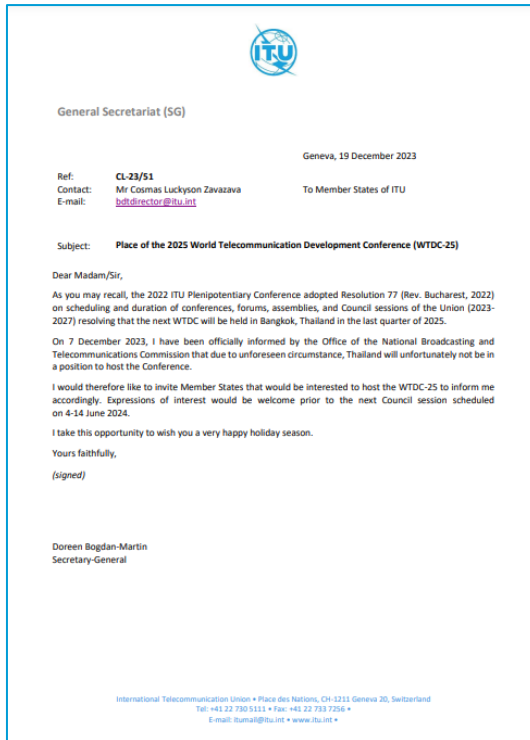 ITU
General Secretariat (SG)
Geneva, 19 December 2023
Ref: CL-23/51
Contact: Mr Cosmas Luckyson Zavazava To Member States of ITU
E-mail: bdtdirector@itu.int
Subject: Place of the 2025 World Telecommunication Development Conference (WTDC-25)
Dear Madam/Sir,
As you may recall, the 2022 ITU Plenipotentiary Conference adopted Resolution 77 (Rev. Bucharest, 2022)
on scheduling and duration of conferences, forums, assemblies, and Council sessions of the Union (2023-
2027) resolving that the next WTDC will be held in Bangkok, Thailand in the last quarter of 2025.
On 7 December 2023, I have been officially informed by the Office of the National Broadcasting and
Telecommunications Commission that due to unforeseen circumstance, Thailand will unfortunately not be in
a position to host the Conference.
I would therefore like to invite Member States that would be interested to host the WTDC-25 to inform me
accordingly. Expressions of interest would be welcome prior to the next Council session scheduled
on 4-14 June 2024.
I take this opportunity to wish you a very happy holiday season.
Yours faithfully,
(signed)
Doreen Bogdan-Martin
Secretary-General
International Telecommunication Union • Place des Nations, CH-1211 Geneva 20, Switzerland
Tel: +41 22 730 5111 • Fax: +41 22 733 7256 •
E-mail: itumail@itu.int • www.itu.int •